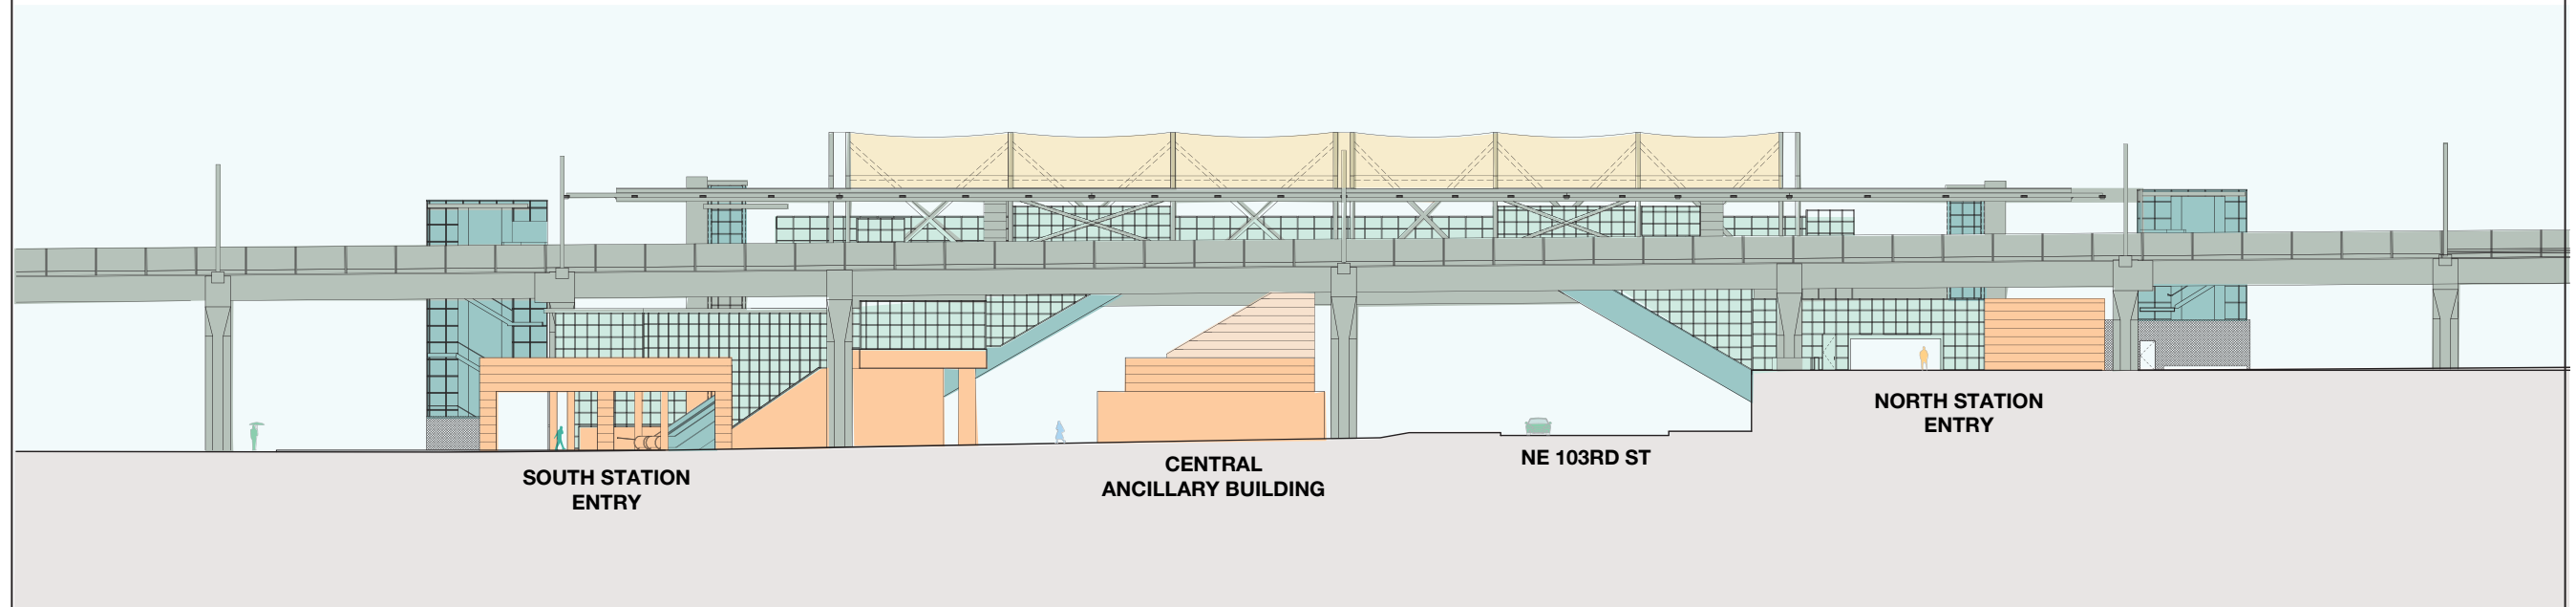 SOUTH STATION
ENTRY
CENTRAL
ANCILLARY BUILDING
NE 103RD ST
NORTH STATION
ENTRY